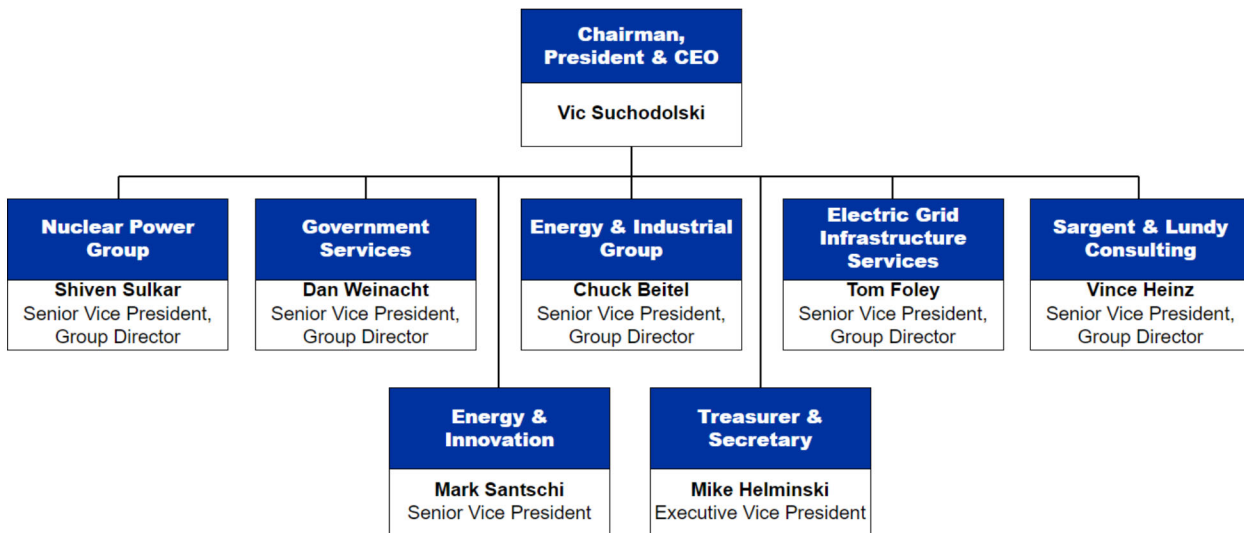 Chairman,
President & CEO
Vic Suchodolski
Nuclear Power
Group
Shiven Sulkar
Senior Vice President,
Group Director
Government
Services
Dan Weinacht
Senior Vice President,
Group Director
Energy & Industrial
Group
Chuck Beitel
Senior Vice President,
Group Director
Electric Grid
Infrastructure
Services
Tom Foley
Senior Vice President,
Group Director
Sargent & Lundy
Consulting
Vince Heinz
Senior Vice President,
Group Director
Energy &
Innovation
Mark Santschi
Senior Vice President
Treasurer &
Secretary
Mike Helminski
Executive Vice President